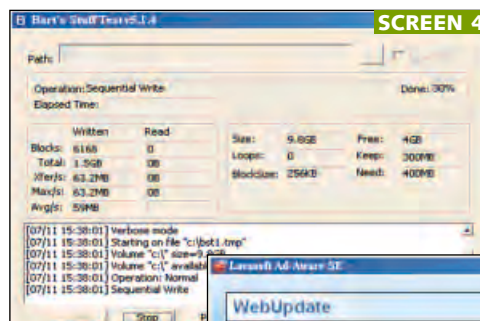 Bart's Stuff Test v5.1.4
SCREEN 4
Path:
Operation: Sequential Write
Done: 30%
Elapsed Time:
Written Read
Blocks: 6168 0
Total: 1.5GB 0B
Xfer/s: 63.2MB 0B
Max/s: 63.2MB 0B
Avg/s: 59MB
Size: 9.8GB Free: 4GB
Loops: 0 Keep: 300MB
BlockSize: 256KB Need: 400MB
[07/11 15:38:01] Verbose mode
[07/11 15:38:01] Starting on file "c:\bst1.tmp"
[07/11 15:38:01] Volume "c:\" size=9.8GB
[07/11 15:38:01] Volume "c:\" availabl
[07/11 15:38:01] Operation: Normal
[07/11 15:38:01] Sequential Write
Stop P
Lavasoft Ad-Aware SE
WebUpdate